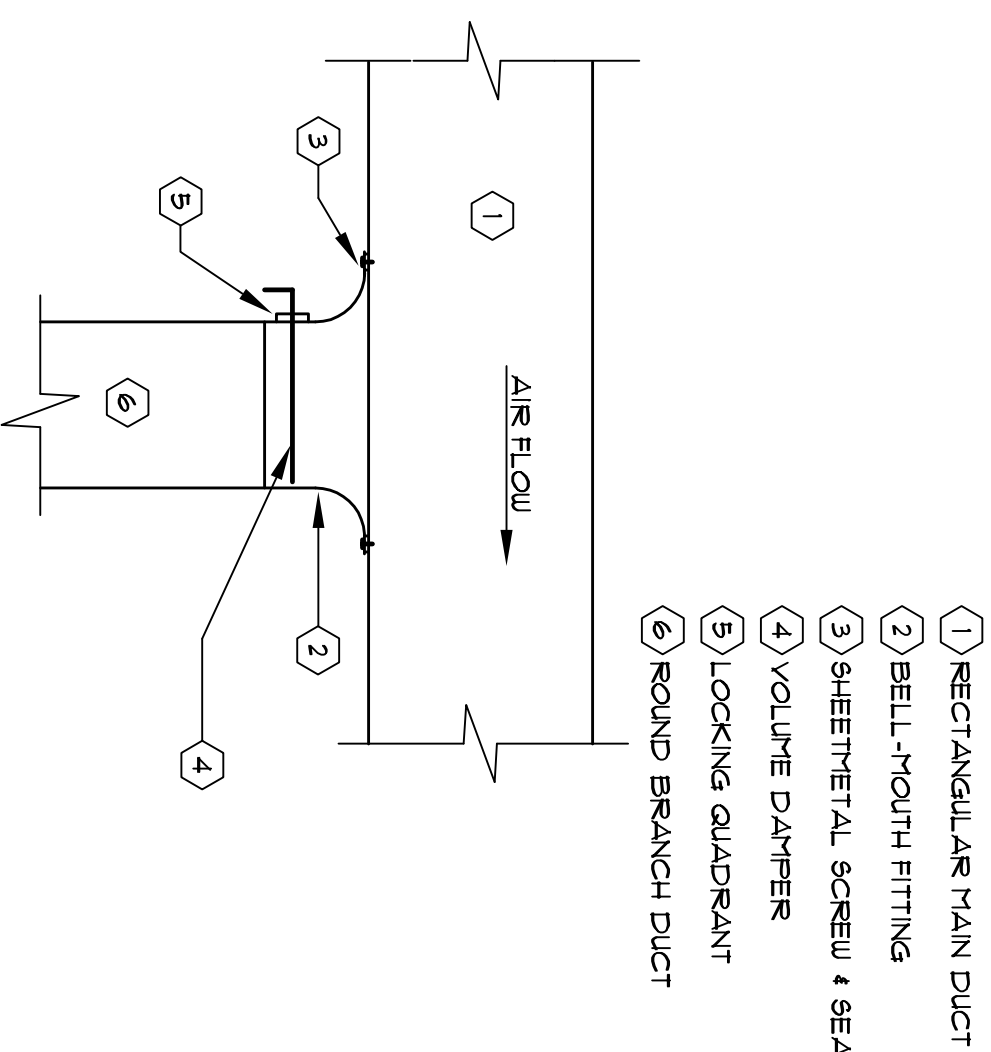 1 RECTANGULAR MAIN DUCT
2 BELL-MOUTH FITTING
3 SHEETMETAL SCREW & SEA
4 VOLUME DAMPER
5 LOCKING QUADRANT
6 ROUND BRANCH DUCT
1
AIR FLOW
3
2
5
4
6